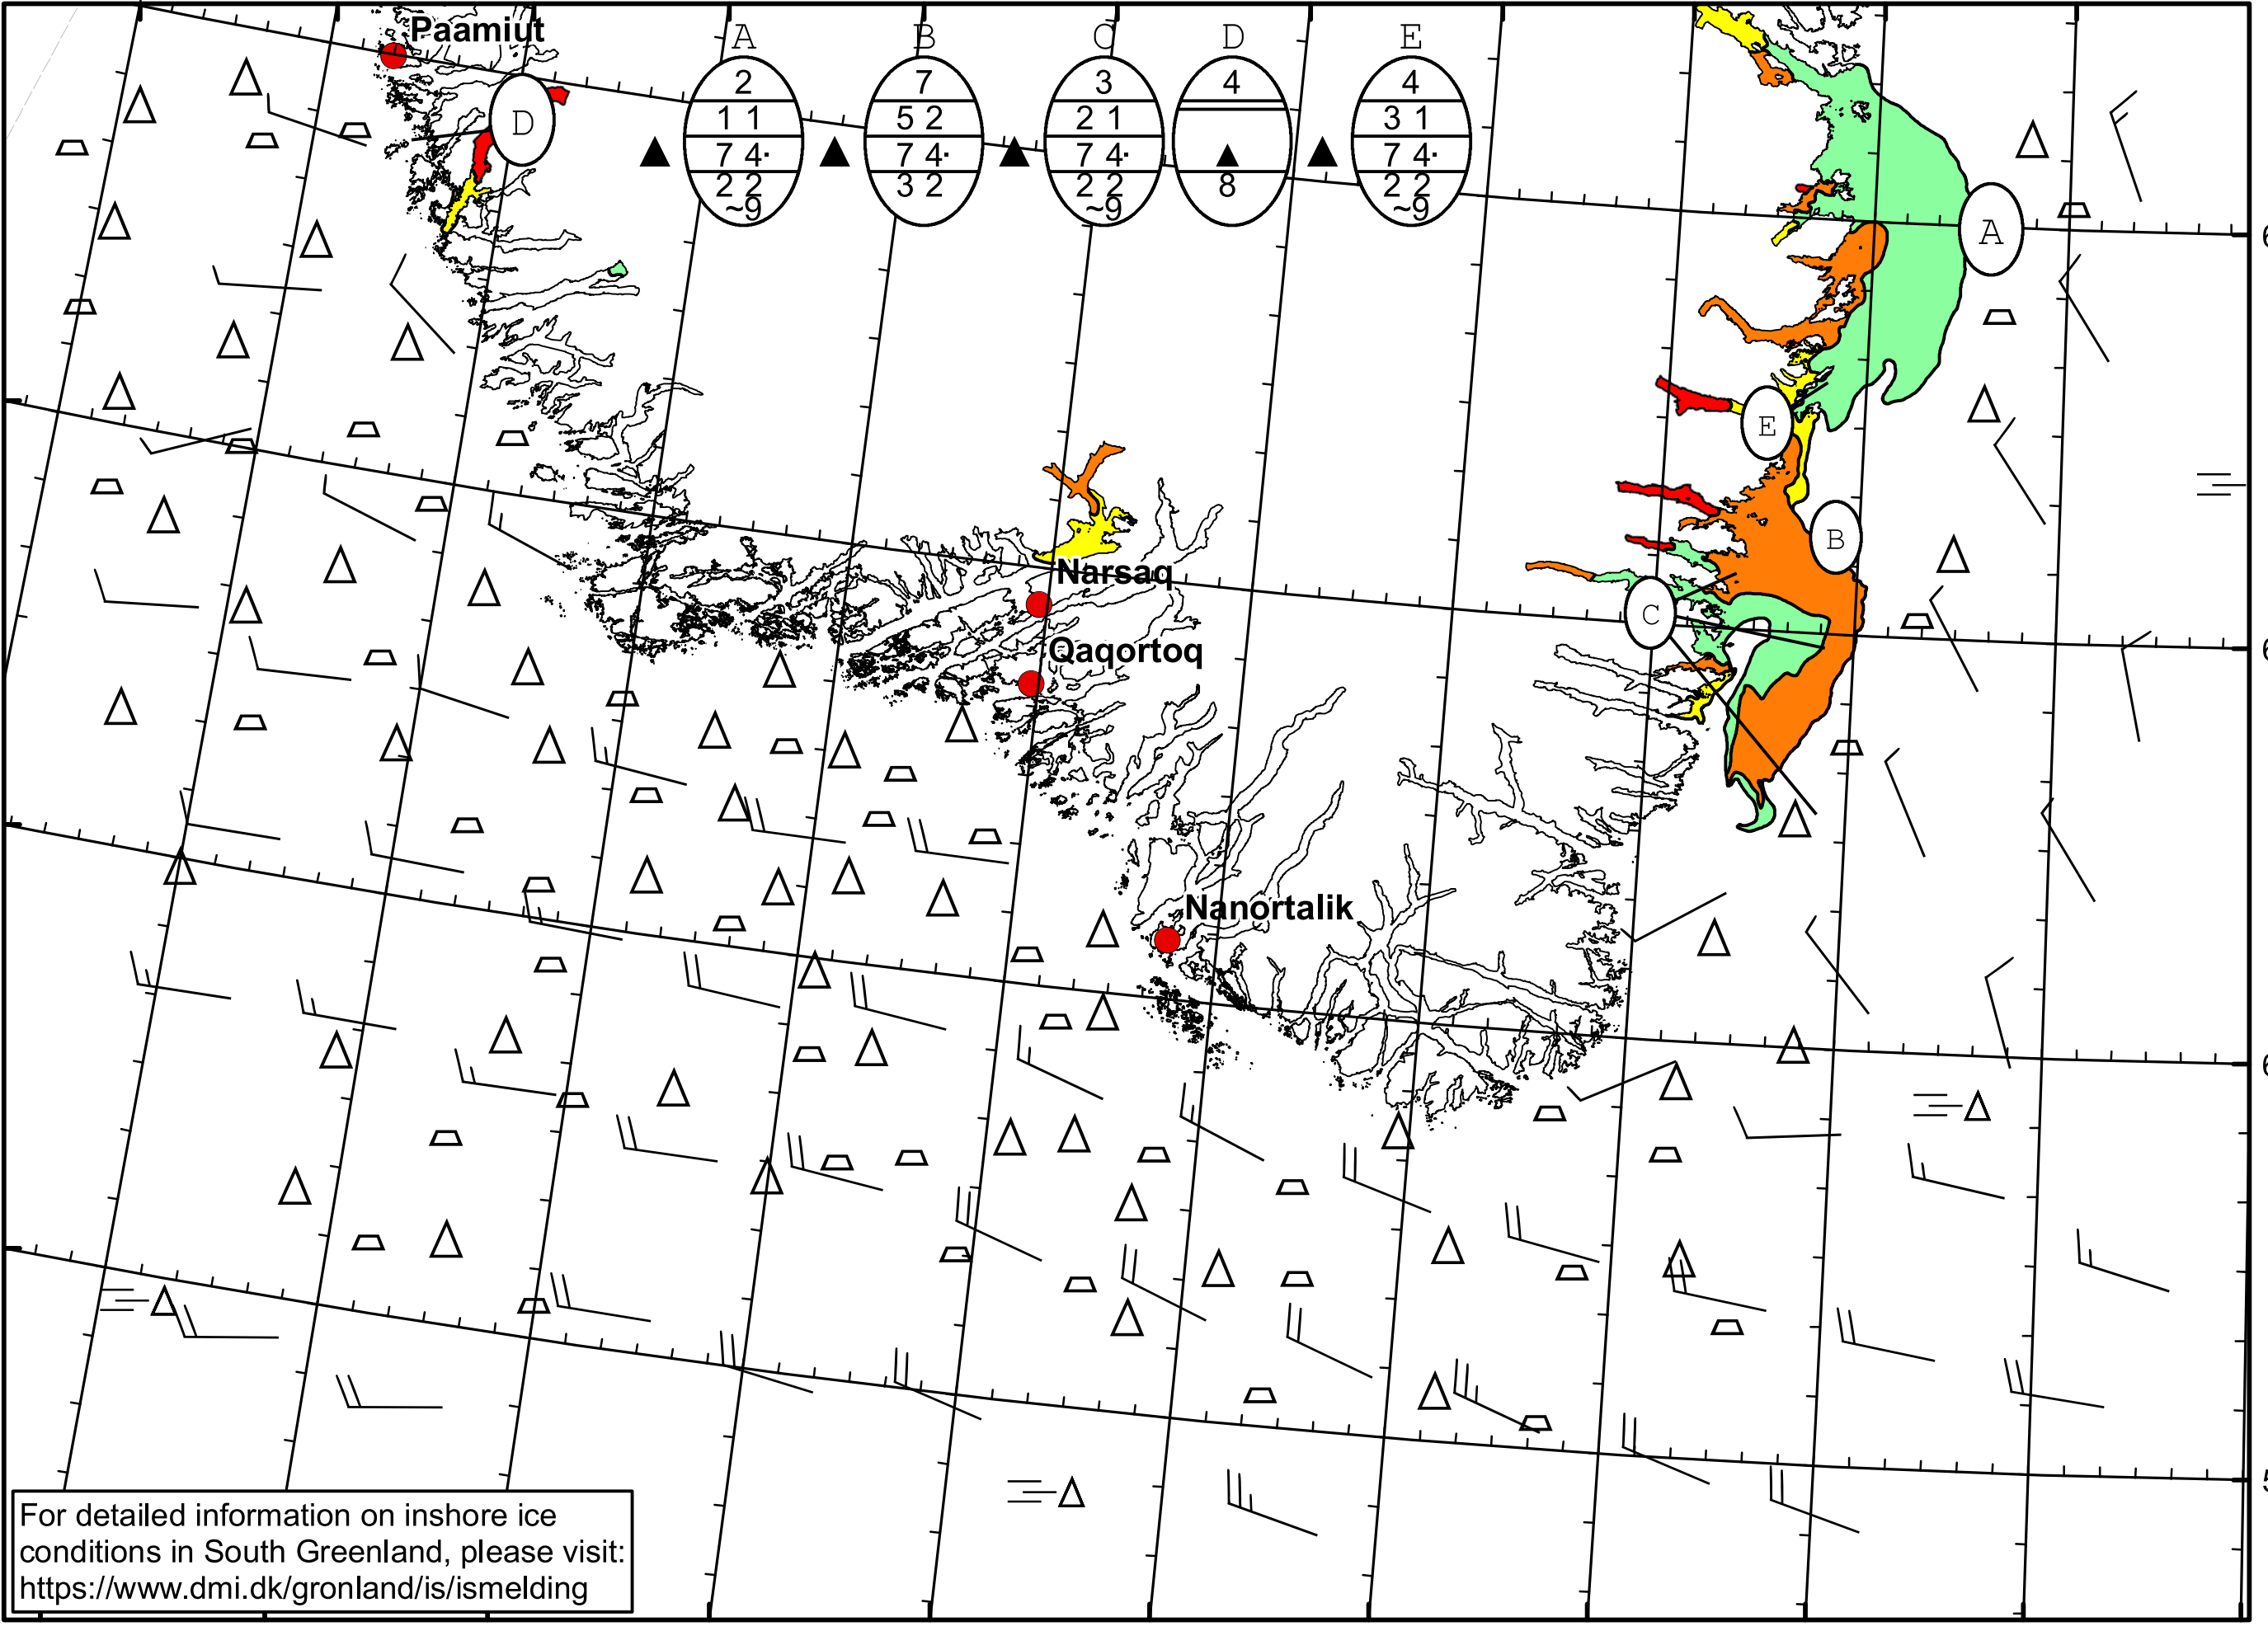 Paamiut
A B C D E
2 7 3 4 4
1 1 5 2 2 1 3 1
7 4· 7 4· 7 4· 7 4·
2 2 3 2 2 2 8 2 2
~9 ~9 ~9
D
A
E
B
C
Narsaq
Qaqortoq
Nanortalik
For detailed information on inshore ice
conditions in South Greenland, please visit:
https://www.dmi.dk/gronland/is/ismelding